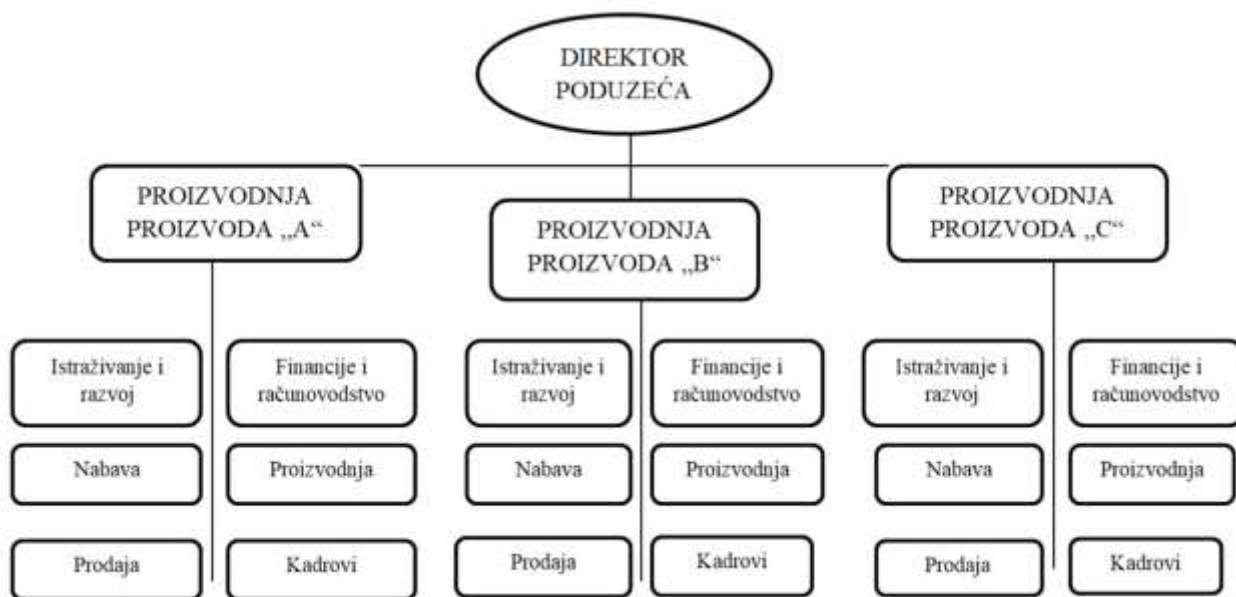 DIREKTOR
PODUZEĆA
PROIZVODNJA
PROIZVODA „A“
PROIZVODNJA
PROIZVODA „B“
PROIZVODNJA
PROIZVODA „C“
Istraživanje i
razvoj
Financije i
računovodstvo
Nabava
Proizvodnja
Prodaja
Kadrovi
Istraživanje i
razvoj
Financije i
računovodstvo
Nabava
Proizvodnja
Prodaja
Kadrovi
Istraživanje i
razvoj
Financije i
računovodstvo
Nabava
Proizvodnja
Prodaja
Kadrovi